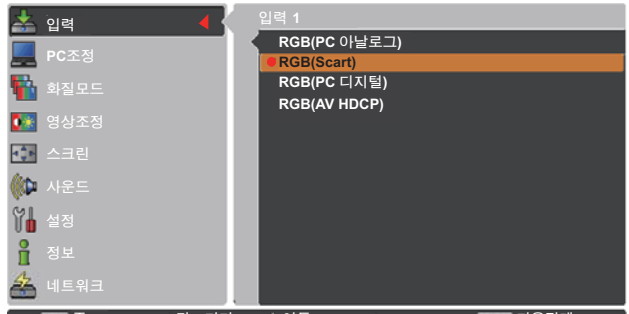 입력
PC조정
화질모드
영상조정
스크린
사운드
설정
정보
네트워크
입력 1
RGB(PC 아날로그)
RGB(Scart)
RGB(PC 디지털)
RGB(AV HDCP)